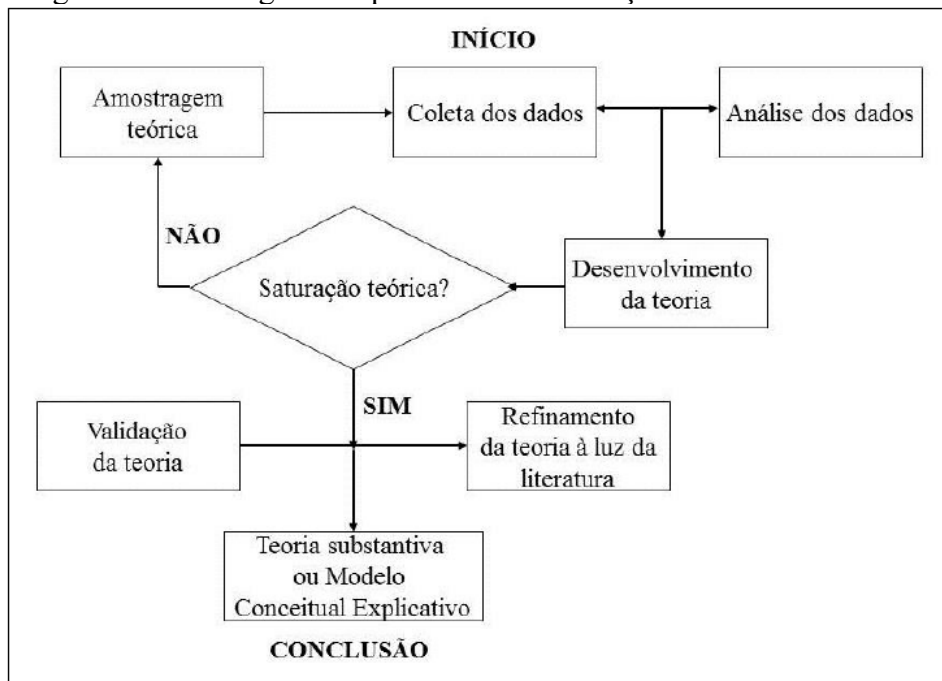 INÍCIO
Amostragem
teórica
Coleta dos dados
Análise dos dados
NÃO
Saturação teórica?
Desenvolvimento
da teoria
SIM
Validação
da teoria
Refinamento
da teoria à luz da
literatura
Teoria substantiva
ou Modelo
Conceitual Explicativo
CONCLUSÃO